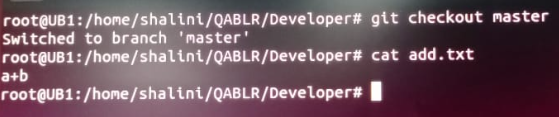 root@UB1:/home/shalini/QABLR/Developer# git checkout master
Switched to branch 'master'
root@UB1:/home/shalini/QABLR/Developer# cat add.txt
a+b
root@UB1:/home/shalini/QABLR/Developer#